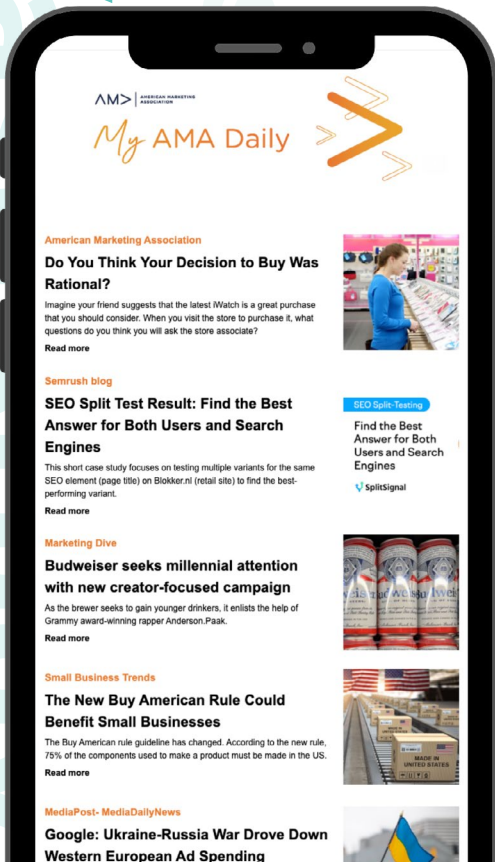 AMA | AMERICAN MARKETING
ASSOCIATION
My AMA Daily
American Marketing Association
Do You Think Your Decision to Buy Was
Rational?
Imagine your friend suggests that the latest iWatch is a great purchase
that you should consider. When you visit the store to purchase it, what
questions do you think you will ask the store associate?
Read more
Semrush blog
SEO Split Test Result: Find the Best
Answer for Both Users and Search
Engines
This short case study focuses on testing multiple variants for the same
SEO element (page title) on Blokker.nl (retail site) to find the best-
performing variant.
Read more
SEO Split-Testing
Find the Best
Answer for Both
Users and Search
Engines
SplitSignal
Marketing Dive
Budweiser seeks millennial attention
with new creator-focused campaign
As the brewer seeks to gain younger drinkers, it enlists the help of
Grammy award-winning rapper Anderson.Paak.
Read more
Small Business Trends
The New Buy American Rule Could
Benefit Small Businesses
The Buy American rule guideline has changed. According to the new rule,
75% of the components used to make a product must be made in the US.
Read more
MADE IN
UNITED STATES
MediaPost- MediaDailyNews
Google: Ukraine-Russia War Drove Down
Western European Ad Spending